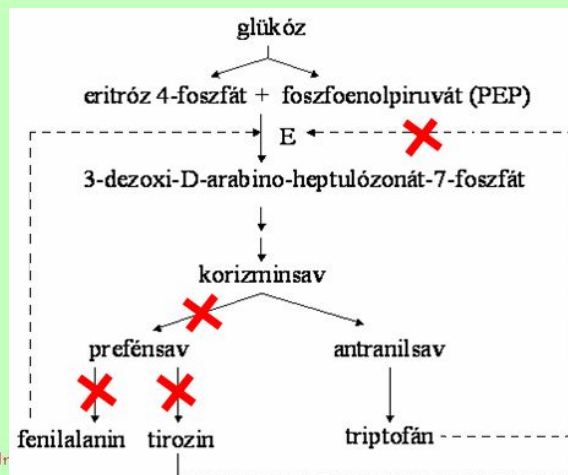 glükóz
eritróz 4-foszfát + foszfoenolpiruvát (PEP)
E
3-dezoxi-D-arabino-heptulózonát-7-foszfát
korizminsav
prefénsav antranilsav
fenilalanin tirozin triptofán